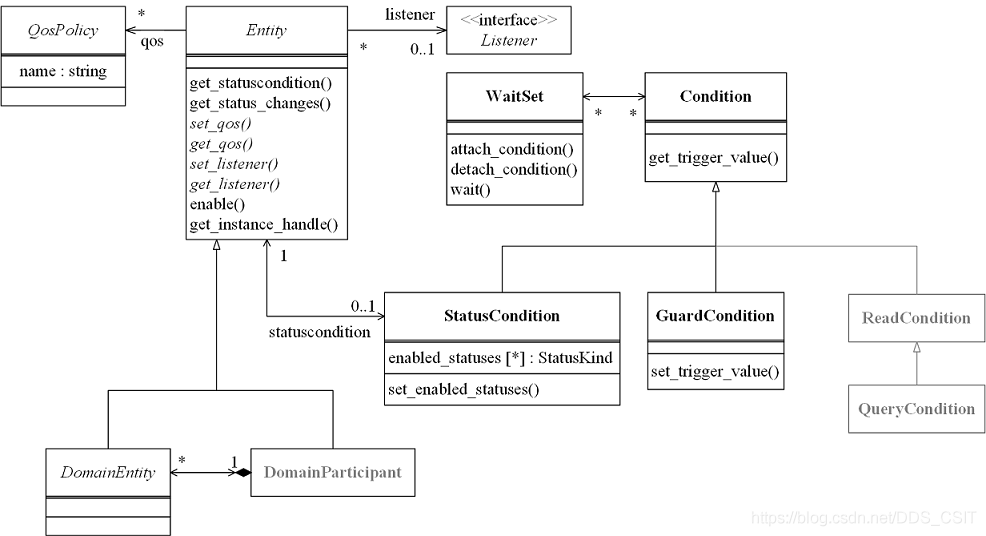 QosPolicy
name : string
*
qos
Entity
get_statuscondition()
get_status_changes()
set_qos()
get_qos()
set_listener()
get_listener()
enable()
get_instance_handle()
listener
*
0..1
<<interface>>
Listener
WaitSet
attach_condition()
detach_condition()
wait()
*
*
Condition
get_trigger_value()
1
0..1
statuscondition
StatusCondition
enabled_statuses [*] : StatusKind
set_enabled_statuses()
GuardCondition
set_trigger_value()
ReadCondition
QueryCondition
DomainEntity
*
1
DomainParticipant
https://blog.csdn.net/DDS_CSIT